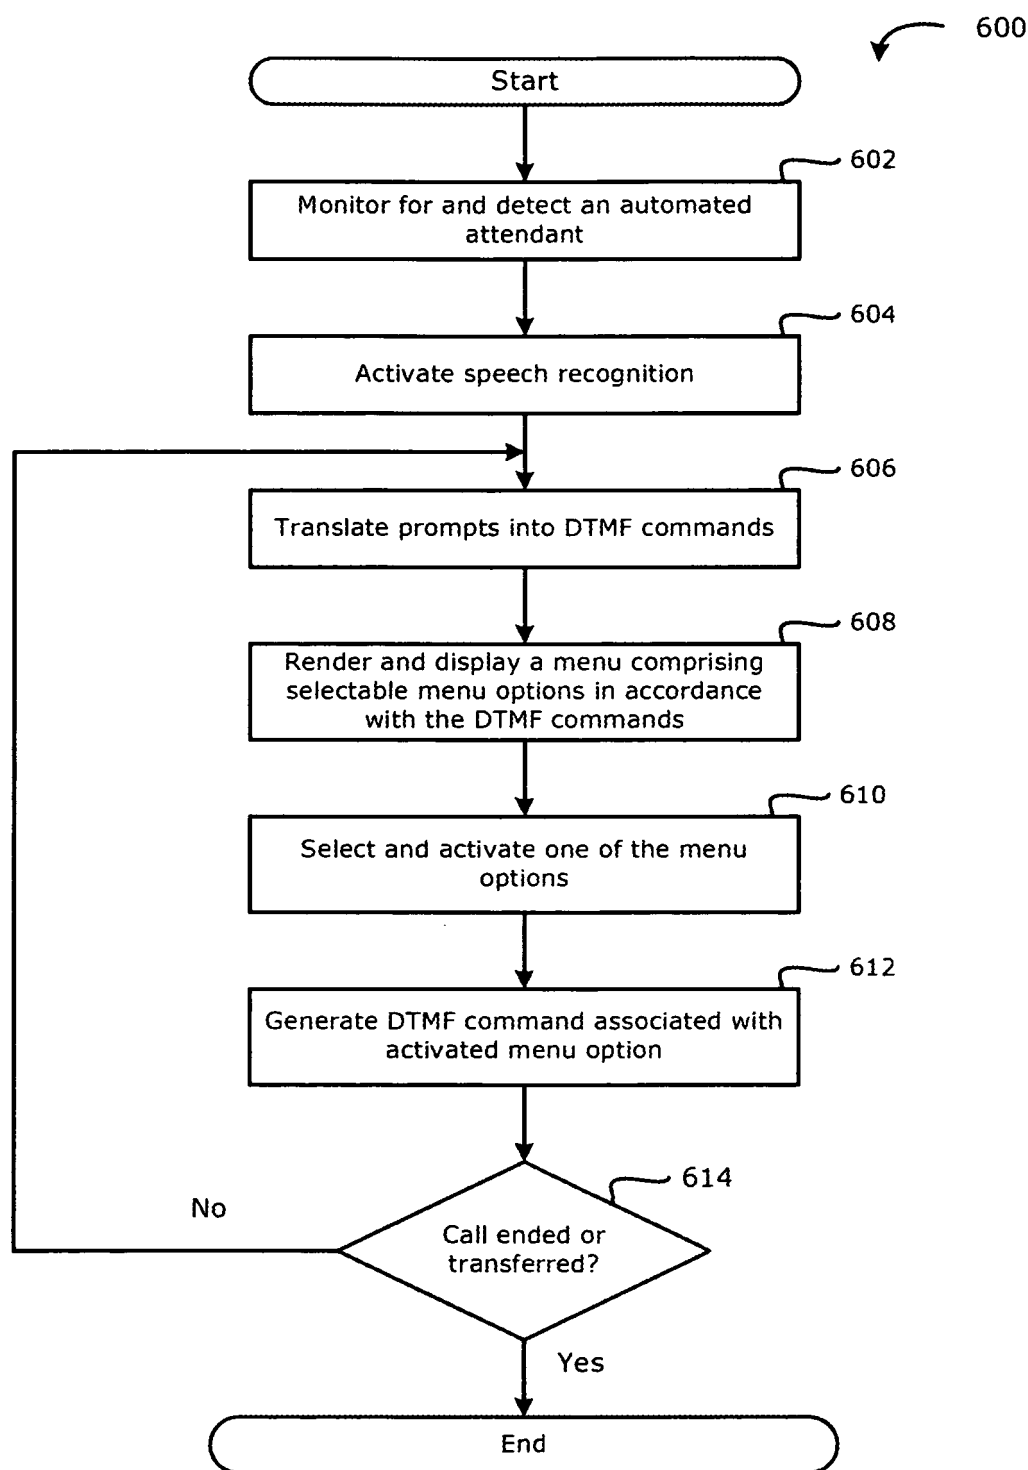 600
Start
602
Monitor for and detect an automated
attendant
604
Activate speech recognition
606
Translate prompts into DTMF commands
608
Render and display a menu comprising
selectable menu options in accordance
with the DTMF commands
610
Select and activate one of the menu
options
612
Generate DTMF command associated with
activated menu option
614
Call ended or
transferred?
No
Yes
End